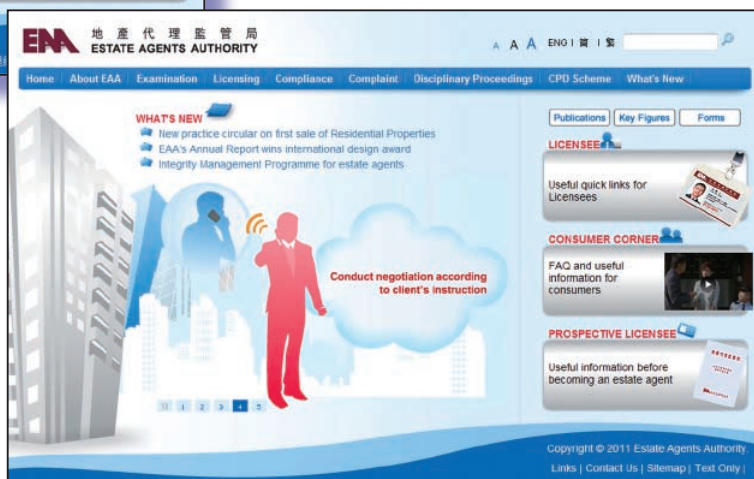 地產代理監管局
EAA ESTATE AGENTS AUTHORITY
A A A ENG | 简 | 繁
Home About EAA Examination Licensing Compliance Complaint Disciplinary Proceedings CPD Scheme What's New
WHAT'S NEW
New practice circular on first sale of Residential Properties
EAA's Annual Report wins international design award
Integrity Management Programme for estate agents
Conduct negotiation according
to client's instruction
1 2 3 4 5
Publications Key Figures Forms
LICENSEE
Useful quick links for
Licensees
CONSUMER CORNER
FAQ and useful
information for
consumers
PROSPECTIVE LICENSEE
Useful information before
becoming an estate agent
Copyright © 2011 Estate Agents Authority.
Links | Contact Us | Sitemap | Text Only |